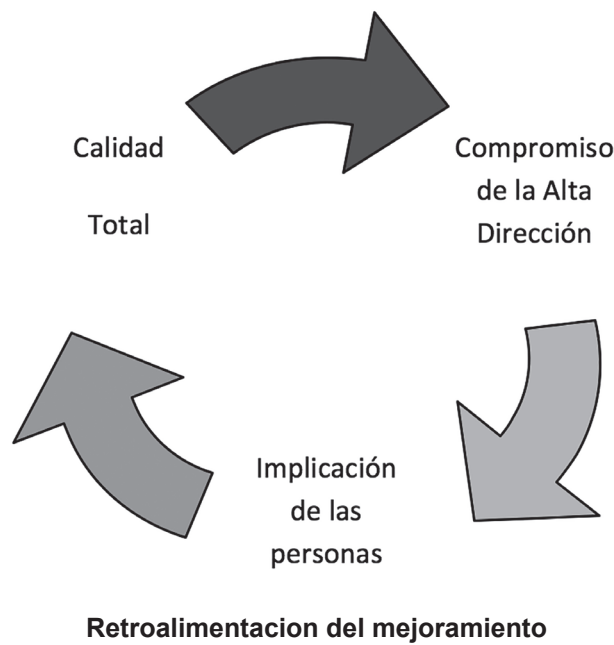 Calidad
Total
Compromiso
de la Alta
Dirección
Implicación
de las
personas
Retroalimentacion del mejoramiento